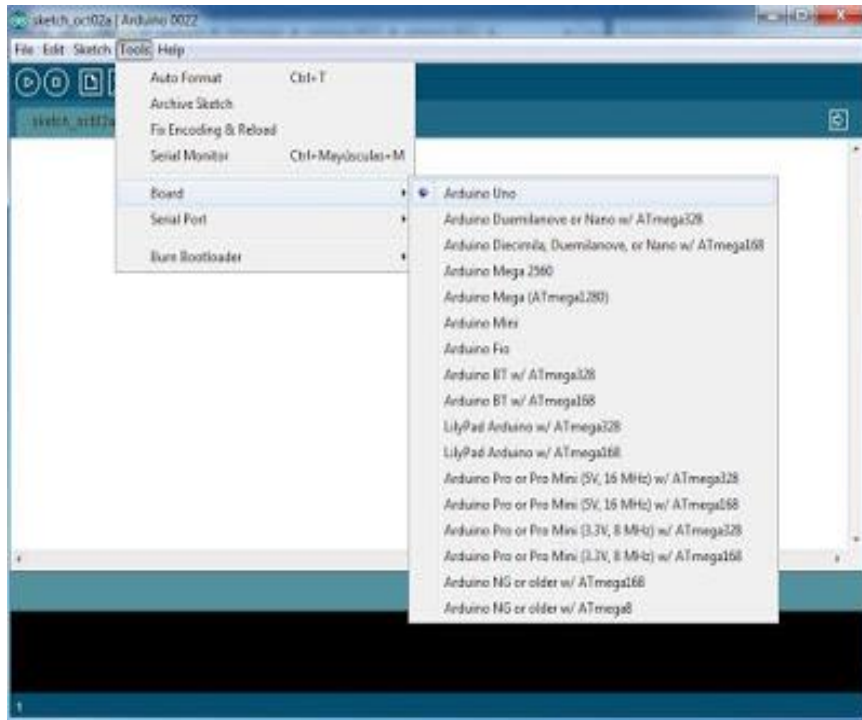 sketch_oct02a | Arduino 0022
File Edit Sketch Tools Help
sketch_oct02a
Auto Format Ctrl+T
Archive Sketch
Fix Encoding & Reload
Serial Monitor Ctrl+Mayúsculas+M
Board
Serial Port
Burn Bootloader
Arduino Uno
Arduino Duemilanove or Nano w/ ATmega328
Arduino Diecimila, Duemilanove, or Nano w/ ATmega168
Arduino Mega 2560
Arduino Mega (ATmega1280)
Arduino Mini
Arduino Fio
Arduino BT w/ ATmega328
Arduino BT w/ ATmega168
LilyPad Arduino w/ ATmega328
LilyPad Arduino w/ ATmega168
Arduino Pro or Pro Mini (5V, 16 MHz) w/ ATmega328
Arduino Pro or Pro Mini (5V, 16 MHz) w/ ATmega168
Arduino Pro or Pro Mini (3.3V, 8 MHz) w/ ATmega328
Arduino Pro or Pro Mini (3.3V, 8 MHz) w/ ATmega168
Arduino NG or older w/ ATmega168
Arduino NG or older w/ ATmega8
1